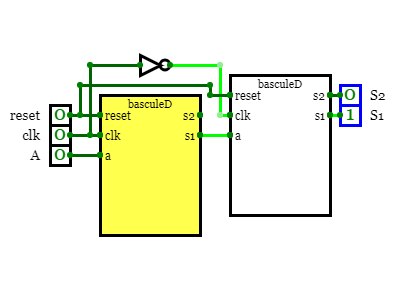 basculeD
basculeD
reset O reset s2 reset s2 O S2
clk O clk s1 clk s1 1 S1
A O a a